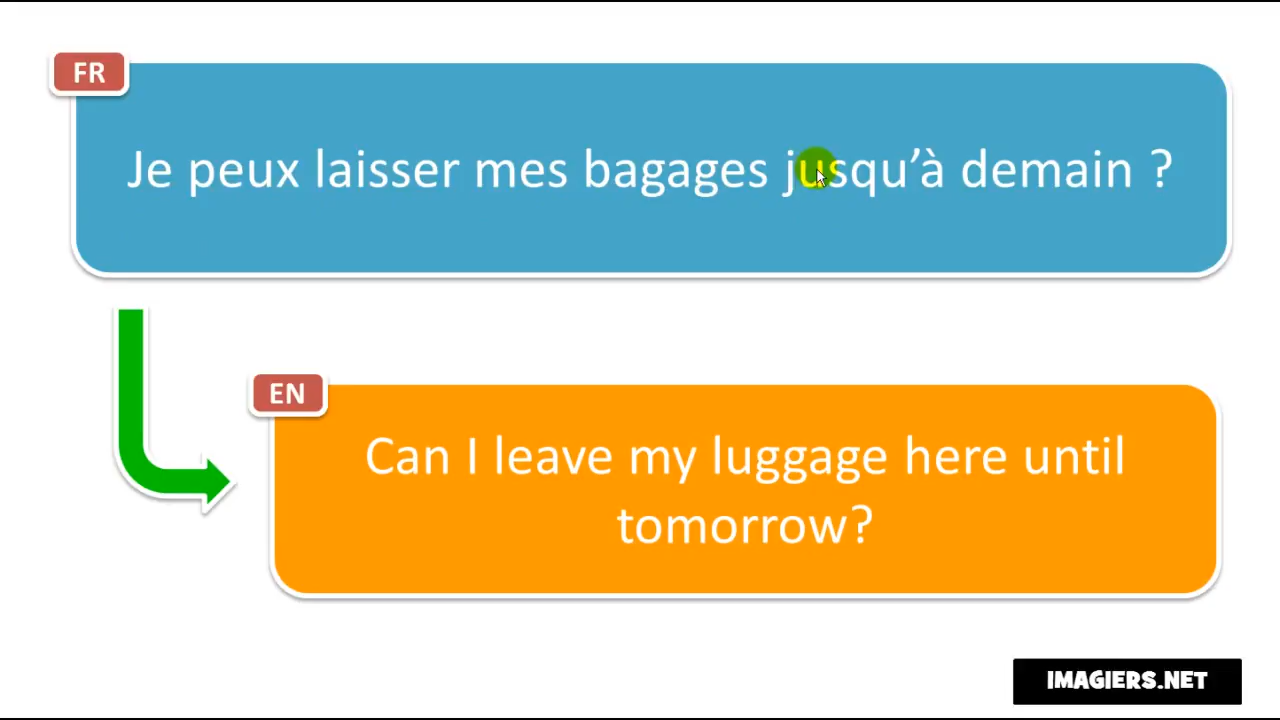 FR
Je peux laisser mes bagages jusqu’à demain ?
EN
Can I leave my luggage here until
tomorrow?
IMAGIERS.NET